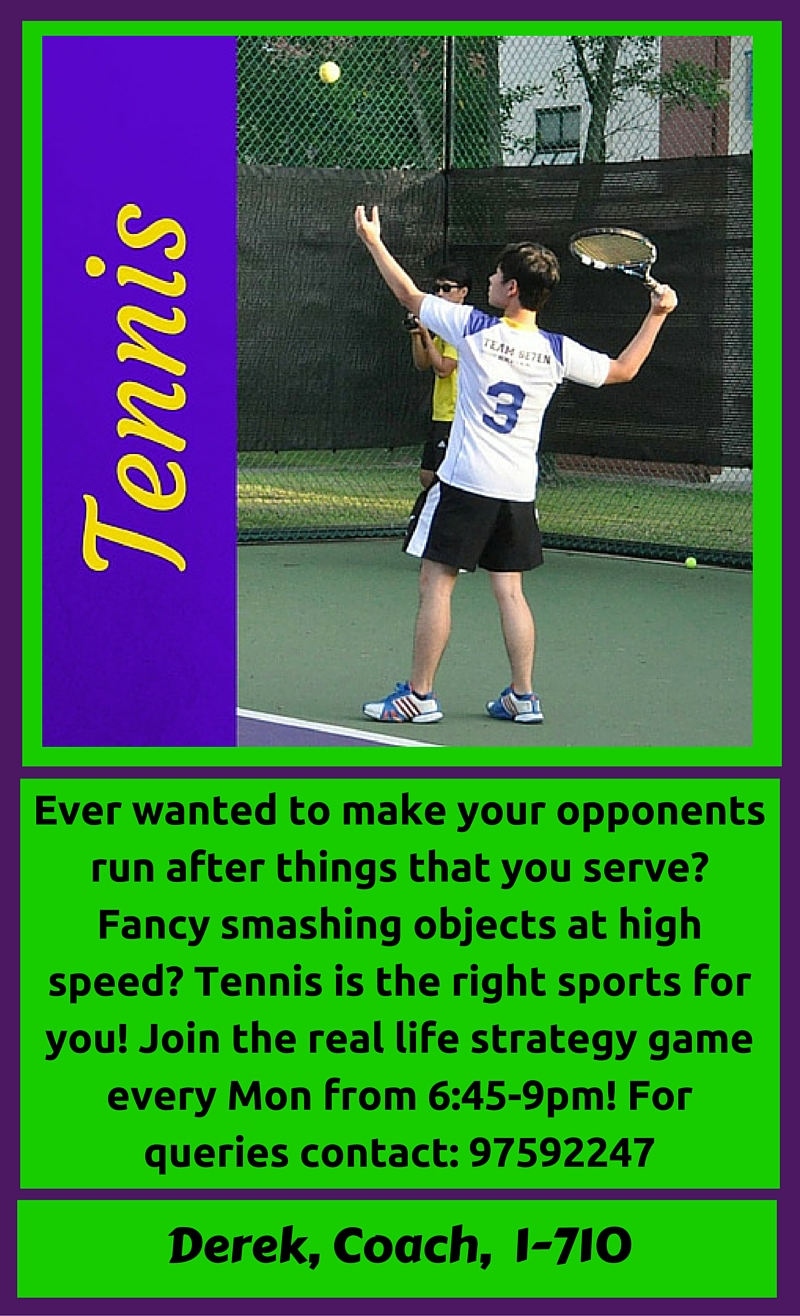 Tennis
TEAM SE7EN
3
Ever wanted to make your opponents
run after things that you serve?
Fancy smashing objects at high
speed? Tennis is the right sports for
you! Join the real life strategy game
every Mon from 6:45-9pm! For
queries contact: 97592247
Derek, Coach, 1-710